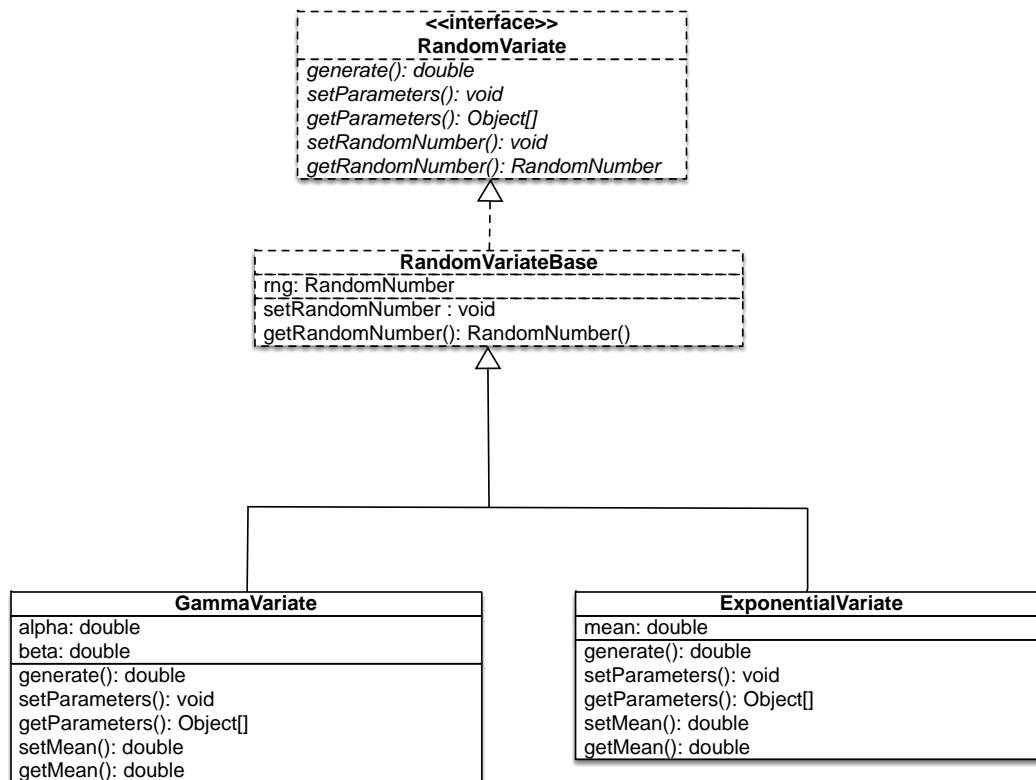 <<interface>>
RandomVariate
generate(): double
setParameters(): void
getParameters(): Object[]
setRandomNumber(): void
getRandomNumber(): RandomNumber
RandomVariateBase
rng: RandomNumber
setRandomNumber : void
getRandomNumber(): RandomNumber()
GammaVariate
alpha: double
beta: double
generate(): double
setParameters(): void
getParameters(): Object[]
setMean(): double
getMean(): double
ExponentialVariate
mean: double
generate(): double
setParameters(): void
getParameters(): Object[]
setMean(): double
getMean(): double